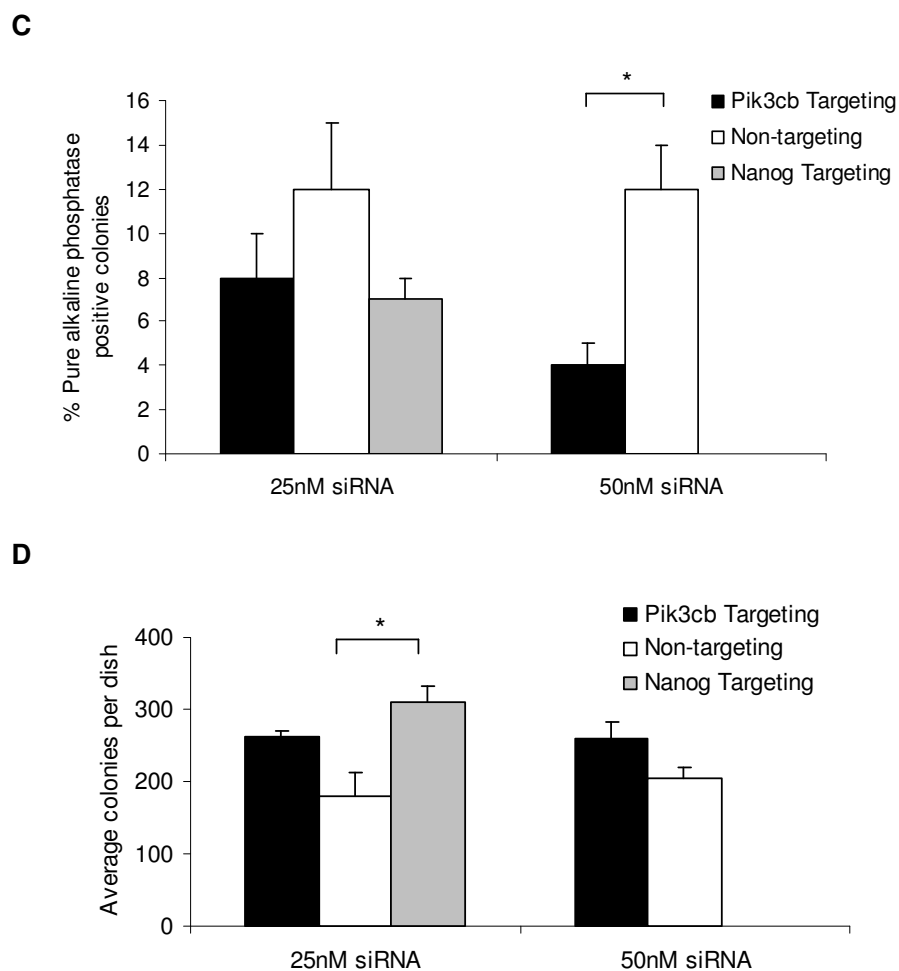 C
% Pure alkaline phosphatase
positive colonies
16
14
12
10
8
6
4
2
0
*
Pik3cb Targeting
Non-targeting
Nanog Targeting
25nM siRNA
50nM siRNA
D
Average colonies per dish
400
300
200
100
0
*
Pik3cb Targeting
Non-targeting
Nanog Targeting
25nM siRNA
50nM siRNA